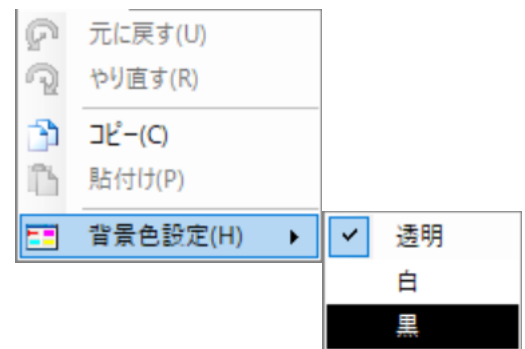 元に戻す(U)
やり直す(R)
コピー(C)
貼付け(P)
背景色設定(H)
透明
白
黒